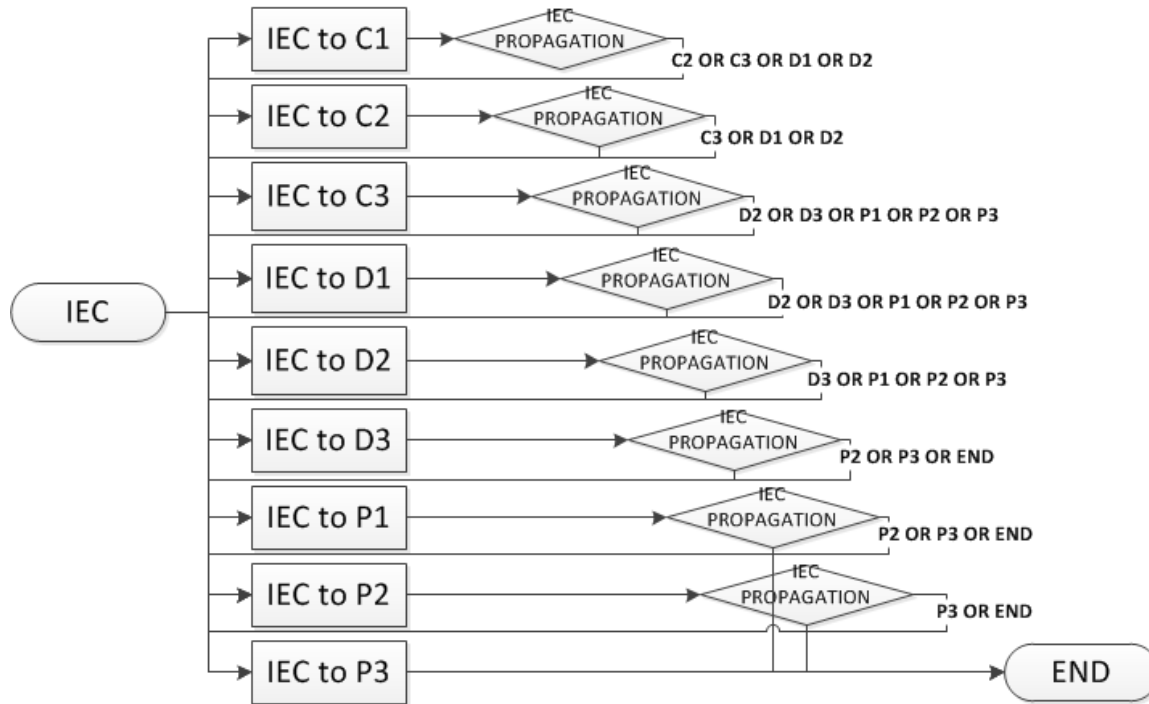 IEC to C1
IEC
PROPAGATION
C2 OR C3 OR D1 OR D2
IEC to C2
IEC
PROPAGATION
C3 OR D1 OR D2
IEC to C3
IEC
PROPAGATION
D2 OR D3 OR P1 OR P2 OR P3
IEC
IEC to D1
IEC
PROPAGATION
D2 OR D3 OR P1 OR P2 OR P3
IEC to D2
IEC
PROPAGATION
D3 OR P1 OR P2 OR P3
IEC to D3
IEC
PROPAGATION
P2 OR P3 OR END
IEC to P1
IEC
PROPAGATION
P2 OR P3 OR END
IEC to P2
IEC
PROPAGATION
P3 OR END
IEC to P3
END